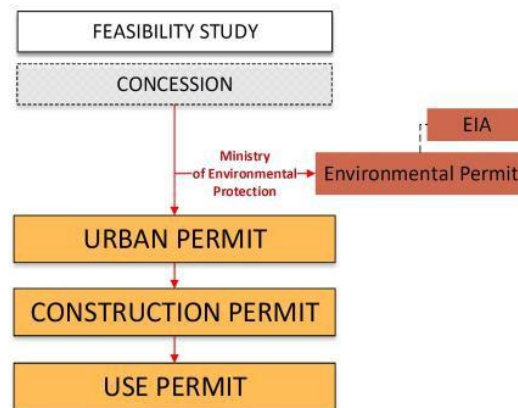 FEASIBILITY STUDY
CONCESSION
EIA
Ministry
of Environmental
Protection
Environmental Permit
URBAN PERMIT
CONSTRUCTION PERMIT
USE PERMIT